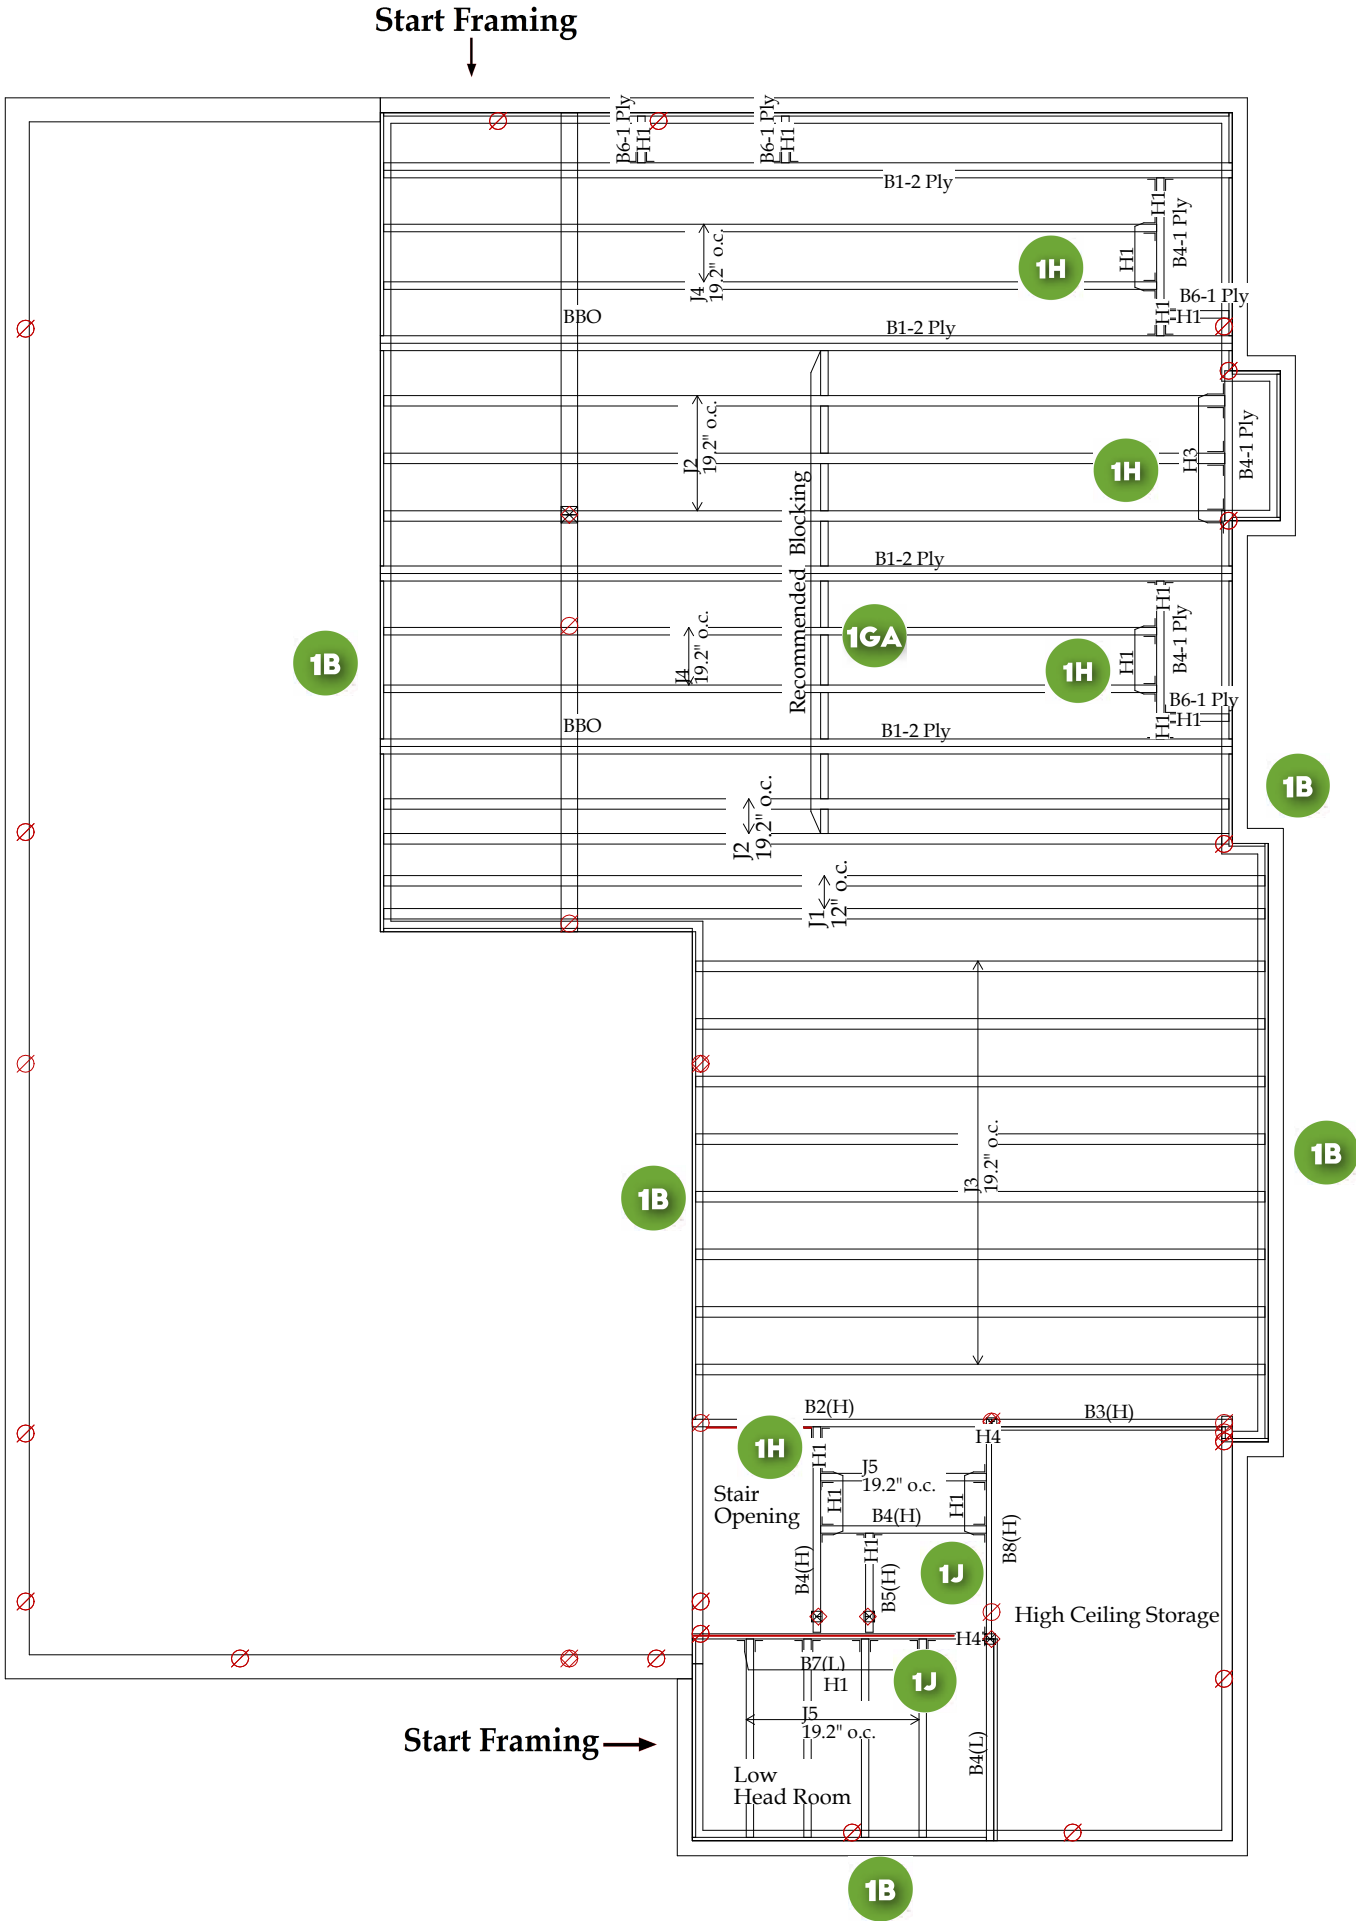 Start Framing
B6-1 Ply
H1
B6-1 Ply
H1
B1-2 Ply
H1
B4-1 Ply
J4
19.2" o.c.
1H
H1
B6-1 Ply
H1
H1
BBO
B1-2 Ply
J2
19.2" o.c.
Recommended Blocking
1H
H3
B4-1 Ply
B1-2 Ply
H1
1B
J4
19.2" o.c.
1GA
1H
H1
B4-1 Ply
B6-1 Ply
H1
H1
BBO
B1-2 Ply
1B
J2
19.2" o.c.
J1
12" o.c.
J3
19.2" o.c.
1B
1B
B2(H)
B3(H)
1H
H1
H4
Stair
Opening
J5
19.2" o.c.
H1
H1
B4(H)
B4(H)
H1
B5(H)
1J
B8(H)
High Ceiling Storage
H4
B7(L)
H1
1J
J5
19.2" o.c.
Start Framing
B4(L)
Low
Head Room
1B